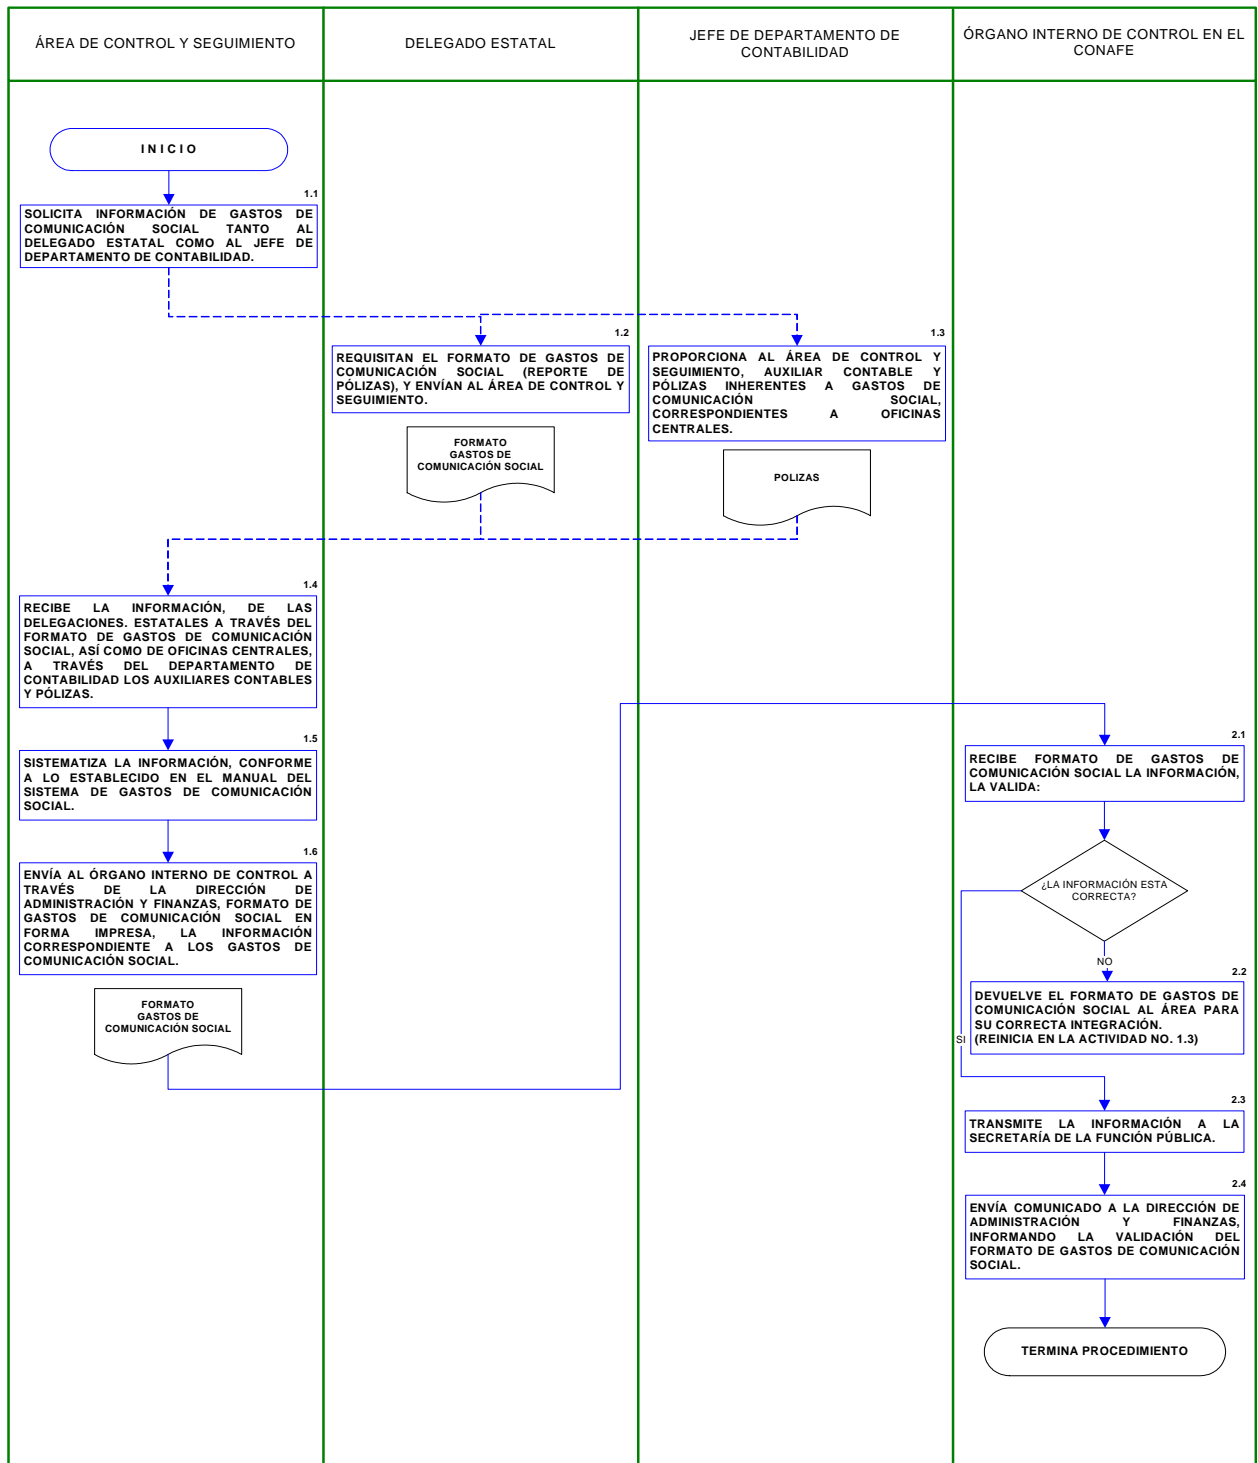 ÁREA DE CONTROL Y SEGUIMIENTO
DELEGADO ESTATAL
JEFE DE DEPARTAMENTO DE
CONTABILIDAD
ÓRGANO INTERNO DE CONTROL EN EL
CONAFE
INICIO
1.1
SOLICITA INFORMACIÓN DE GASTOS DE
COMUNICACIÓN SOCIAL TANTO AL
DELEGADO ESTATAL COMO AL JEFE DE
DEPARTAMENTO DE CONTABILIDAD.
1.2
REQUISITAN EL FORMATO DE GASTOS DE
COMUNICACIÓN SOCIAL (REPORTE DE
PÓLIZAS), Y ENVÍAN AL ÁREA DE CONTROL Y
SEGUIMIENTO.
FORMATO
GASTOS DE
COMUNICACIÓN SOCIAL
1.3
PROPORCIONA AL ÁREA DE CONTROL Y
SEGUIMIENTO, AUXILIAR CONTABLE Y
PÓLIZAS INHERENTES A GASTOS DE
COMUNICACIÓN SOCIAL,
CORRESPONDIENTES A OFICINAS
CENTRALES.
POLIZAS
1.4
RECIBE LA INFORMACIÓN, DE LAS
DELEGACIONES. ESTATALES A TRAVÉS DEL
FORMATO DE GASTOS DE COMUNICACIÓN
SOCIAL, ASÍ COMO DE OFICINAS CENTRALES,
A TRAVÉS DEL DEPARTAMENTO DE
CONTABILIDAD LOS AUXILIARES CONTABLES
Y PÓLIZAS.
1.5
SISTEMATIZA LA INFORMACIÓN, CONFORME
A LO ESTABLECIDO EN EL MANUAL DEL
SISTEMA DE GASTOS DE COMUNICACIÓN
SOCIAL.
1.6
ENVÍA AL ÓRGANO INTERNO DE CONTROL A
TRAVÉS DE LA DIRECCIÓN DE
ADMINISTRACIÓN Y FINANZAS, FORMATO DE
GASTOS DE COMUNICACIÓN SOCIAL EN
FORMA IMPRESA, LA INFORMACIÓN
CORRESPONDIENTE A LOS GASTOS DE
COMUNICACIÓN SOCIAL.
FORMATO
GASTOS DE
COMUNICACIÓN SOCIAL
2.1
RECIBE FORMATO DE GASTOS DE
COMUNICACIÓN SOCIAL LA INFORMACIÓN,
LA VALIDA:
¿LA INFORMACIÓN ESTA
CORRECTA?
NO
2.2
DEVUELVE EL FORMATO DE GASTOS DE
COMUNICACIÓN SOCIAL AL ÁREA PARA
SU CORRECTA INTEGRACIÓN.
(REINICIA EN LA ACTIVIDAD NO. 1.3)
SI
2.3
TRANSMITE LA INFORMACIÓN A LA
SECRETARÍA DE LA FUNCIÓN PÚBLICA.
2.4
ENVÍA COMUNICADO A LA DIRECCIÓN DE
ADMINISTRACIÓN Y FINANZAS,
INFORMANDO LA VALIDACIÓN DEL
FORMATO DE GASTOS DE COMUNICACIÓN
SOCIAL.
TERMINA PROCEDIMIENTO